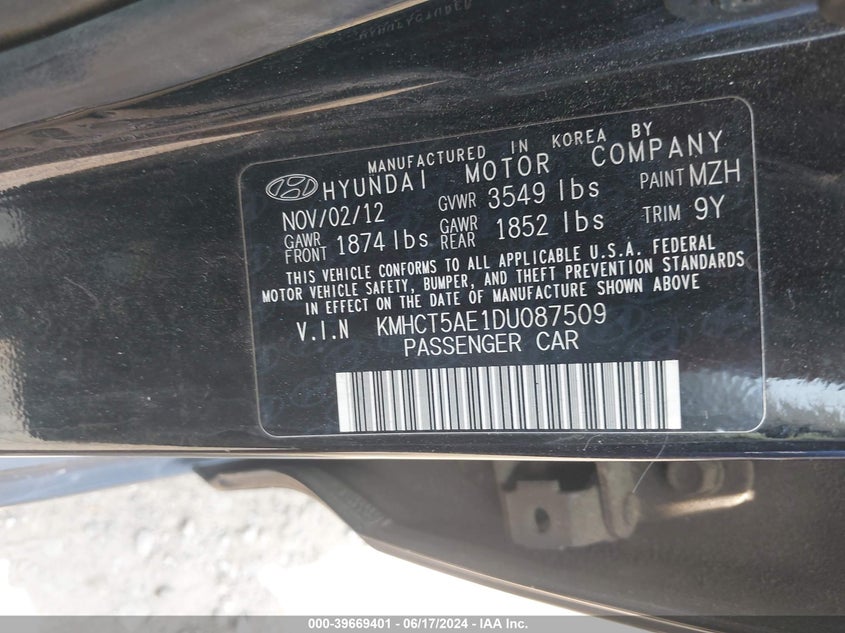 MANUFACTURED IN KOREA BY
HYUNDAI MOTOR COMPANY
NOV/02/12 GVWR 3549 lbs PAINT MZH
GAWR FRONT 1874 lbs GAWR REAR 1852 lbs TRIM 9Y
THIS VEHICLE CONFORMS TO ALL APPLICABLE U.S.A. FEDERAL
MOTOR VEHICLE SAFETY, BUMPER, AND THEFT PREVENTION STANDARDS
IN EFFECT ON THE DATE OF MANUFACTURE SHOWN ABOVE
V.I.N KMHCT5AE1DU087509
PASSENGER CAR
000-39669401 - 06/17/2024 - IAA Inc.